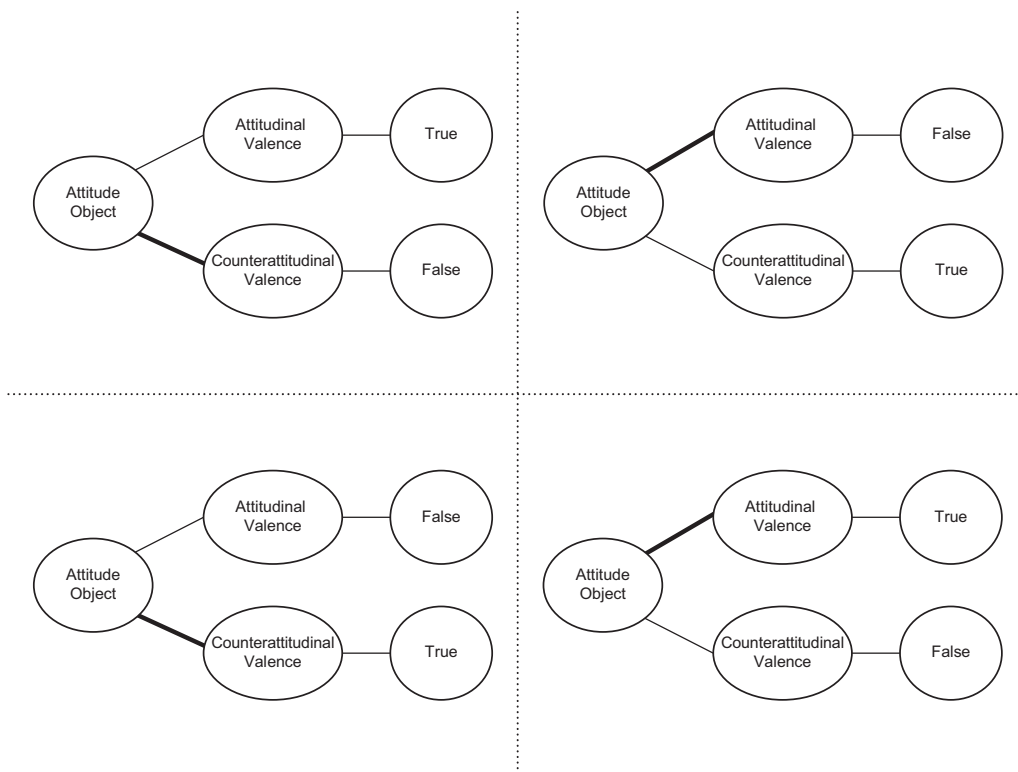 Attitudinal
Valence
True
Attitude
Object
Counterattitudinal
Valence
False
Attitudinal
Valence
False
Attitude
Object
Counterattitudinal
Valence
True
Attitudinal
Valence
False
Attitude
Object
Counterattitudinal
Valence
True
Attitudinal
Valence
True
Attitude
Object
Counterattitudinal
Valence
False